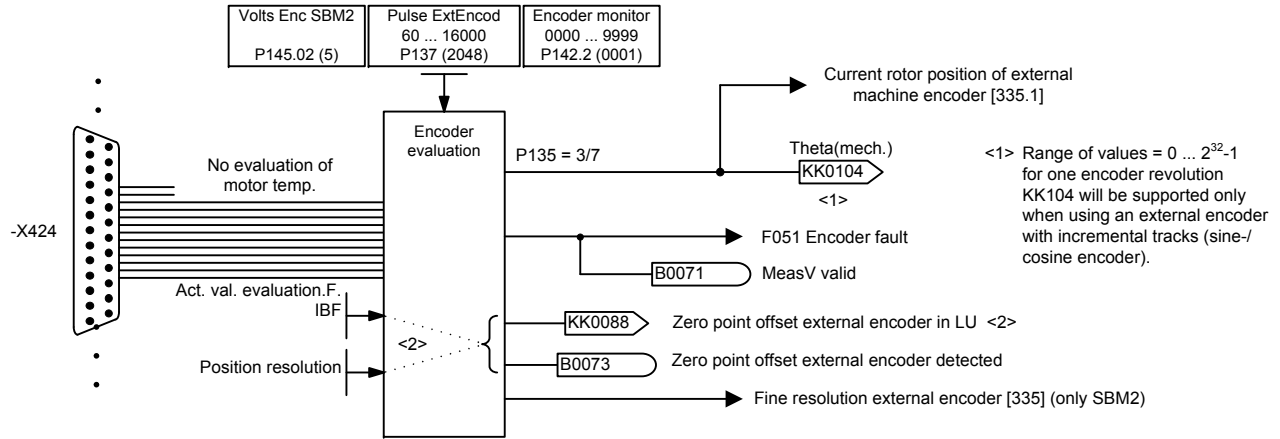 Volts Enc SBM2
P145.02 (5)
Pulse ExtEncod
60 ... 16000
P137 (2048)
Encoder monitor
0000 ... 9999
P142.2 (0001)
Current rotor position of external
machine encoder [335.1]
Encoder
evaluation
P135 = 3/7
Theta(mech.)
KK0104
<1>
<1> Range of values = 0 ... 2³²-1
for one encoder revolution
KK104 will be supported only
when using an external encoder
with incremental tracks (sine-/
cosine encoder).
No evaluation of
motor temp.
-X424
F051 Encoder fault
B0071
MeasV valid
Act. val. evaluation.F.
IBF
KK0088
Zero point offset external encoder in LU <2>
<2>
Position resolution
B0073
Zero point offset external encoder detected
Fine resolution external encoder [335] (only SBM2)